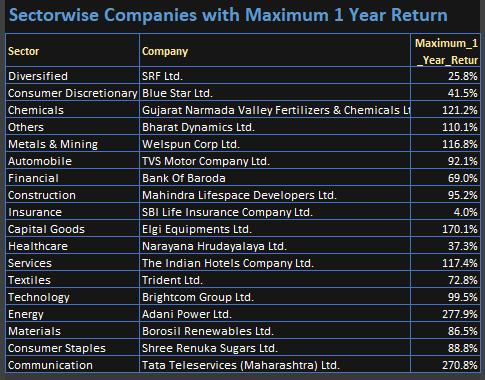 Sectorwise Companies with Maximum 1 Year Return
Sector Company Maximum_1
_Year_Retur
Diversified SRF Ltd. 25.8%
Consumer Discretionary Blue Star Ltd. 41.5%
Chemicals Gujarat Narmada Valley Fertilizers & Chemicals Lt 121.2%
Others Bharat Dynamics Ltd. 110.1%
Metals & Mining Welspun Corp Ltd. 116.8%
Automobile TVS Motor Company Ltd. 92.1%
Financial Bank Of Baroda 69.0%
Construction Mahindra Lifespace Developers Ltd. 95.2%
Insurance SBI Life Insurance Company Ltd. 4.0%
Capital Goods Elgi Equipments Ltd. 170.1%
Healthcare Narayana Hrudayalaya Ltd. 37.3%
Services The Indian Hotels Company Ltd. 117.4%
Textiles Trident Ltd. 72.8%
Technology Brightcom Group Ltd. 99.5%
Energy Adani Power Ltd. 277.9%
Materials Borosil Renewables Ltd. 86.5%
Consumer Staples Shree Renuka Sugars Ltd. 88.8%
Communication Tata Teleservices (Maharashtra) Ltd. 270.8%